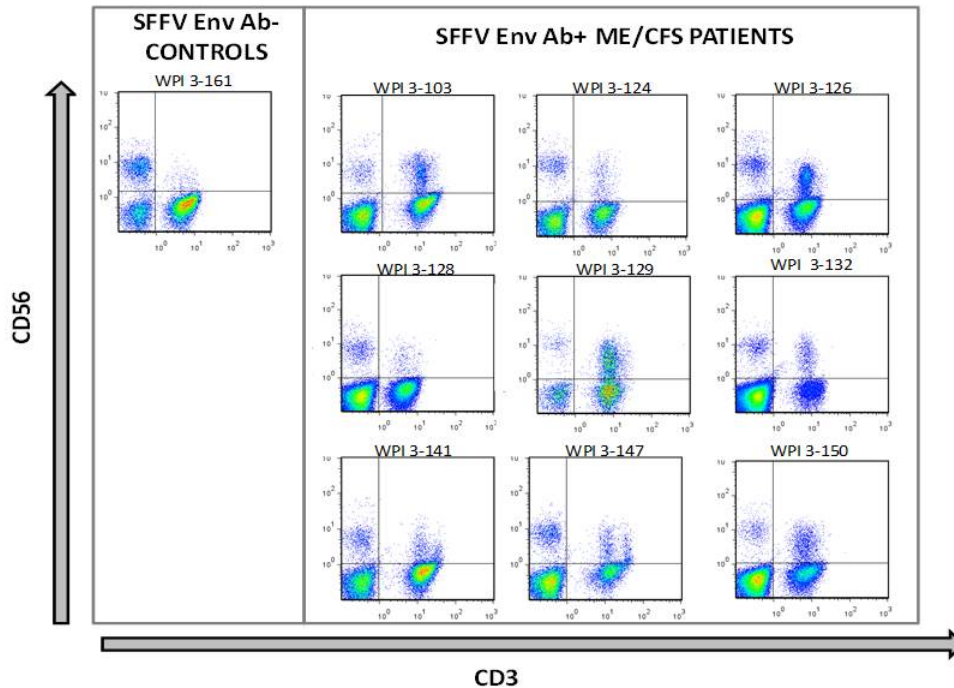 SFFV Env Ab-
CONTROLS
SFFV Env Ab+ ME/CFS PATIENTS
WPI 3-161
WPI 3-103
WPI 3-124
WPI 3-126
WPI 3-128
WPI 3-129
WPI 3-132
WPI 3-141
WPI 3-147
WPI 3-150
CD56
CD3